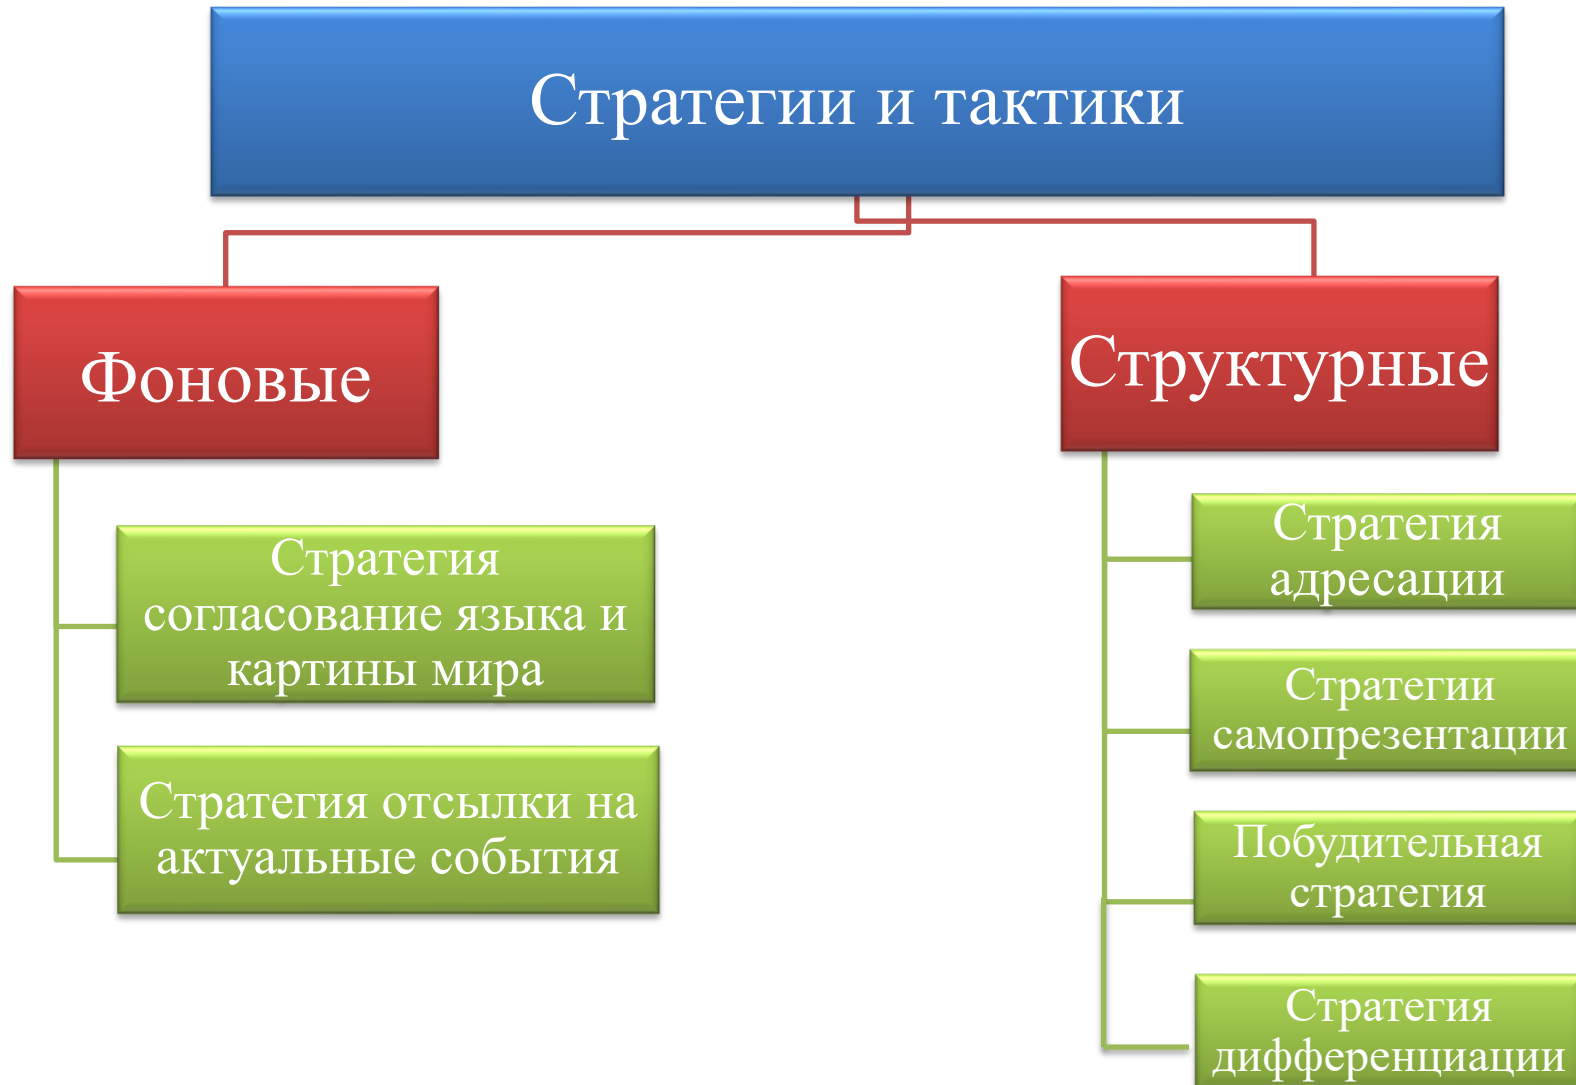 Стратегии и тактики
Фоновые
Стратегия
согласование языка и
картины мира
Стратегия отсылки на
актуальные события
Структурные
Стратегия
адресации
Стратегии
самопрезентации
Побудительная
стратегия
Стратегия
дифференциации